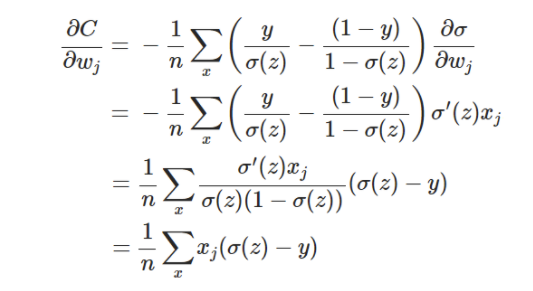 ∂C/∂w_j = −(1/n) ∑_x ( y/σ(z) − (1 − y)/(1 − σ(z)) ) ∂σ/∂w_j
= −(1/n) ∑_x ( y/σ(z) − (1 − y)/(1 − σ(z)) ) σ′(z)x_j
= (1/n) ∑_x σ′(z)x_j/(σ(z)(1 − σ(z))) (σ(z) − y)
= (1/n) ∑_x x_j(σ(z) − y)